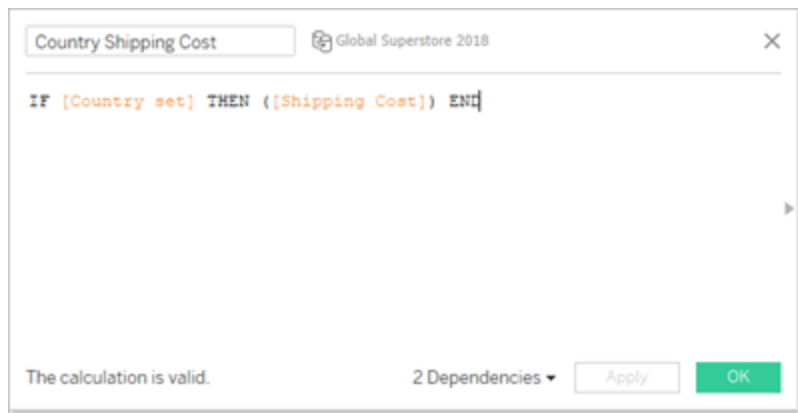 Country Shipping Cost
Global Superstore 2018
IF [Country set] THEN ([Shipping Cost]) END
The calculation is valid.
2 Dependencies
Apply
OK